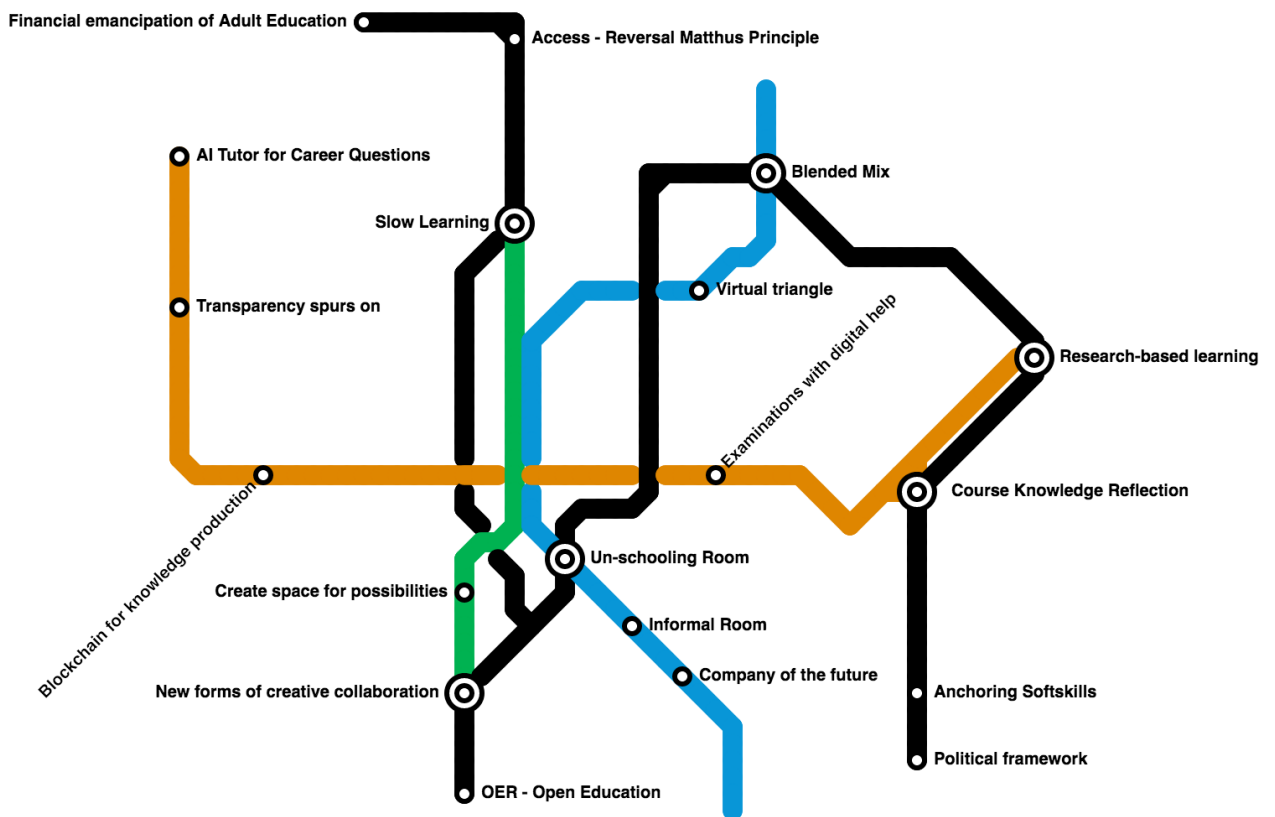 Financial emancipation of Adult Education
Access - Reversal Matthus Principle
AI Tutor for Career Questions
Blended Mix
Slow Learning
Virtual triangle
Transparency spurs on
Examinations with digital help
Research-based learning
Blockchain for knowledge production
Course Knowledge Reflection
Un-schooling Room
Create space for possibilities
Informal Room
Company of the future
New forms of creative collaboration
Anchoring Softskills
Political framework
OER - Open Education